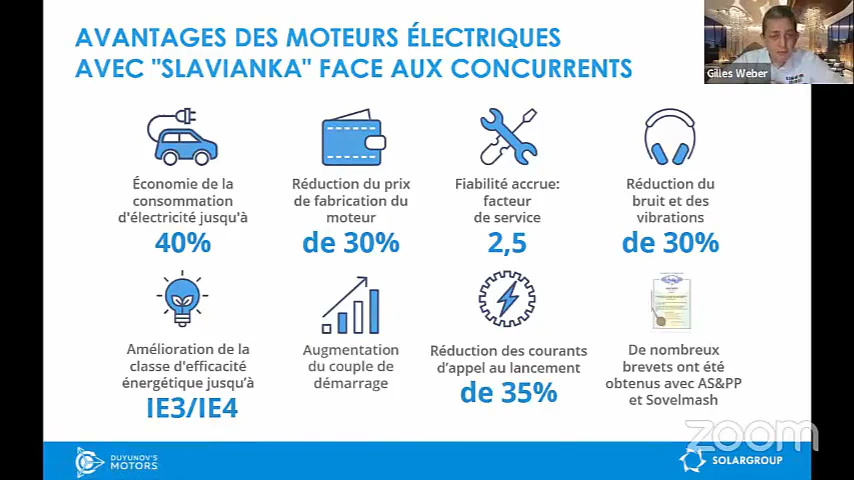 AVANTAGES DES MOTEURS ÉLECTRIQUES
AVEC "SLAVIANKA" FACE AUX CONCURRENTS
Gilles Weber
Économie de la
consommation
d'électricité jusqu'à
40%
Réduction du prix
de fabrication du
moteur
de 30%
Fiabilité accrue:
facteur
de service
2,5
Réduction du
bruit et des
vibrations
de 30%
Amélioration de la
classe d'efficacité
énergétique jusqu'à
IE3/IE4
Augmentation
du couple de
démarrage
Réduction des courants
d'appel au lancement
de 35%
De nombreux
brevets ont été
obtenus avec AS&PP
et Sovelmash
zoom
DUYUNOV'S
MOTORS
SOLARGROUP